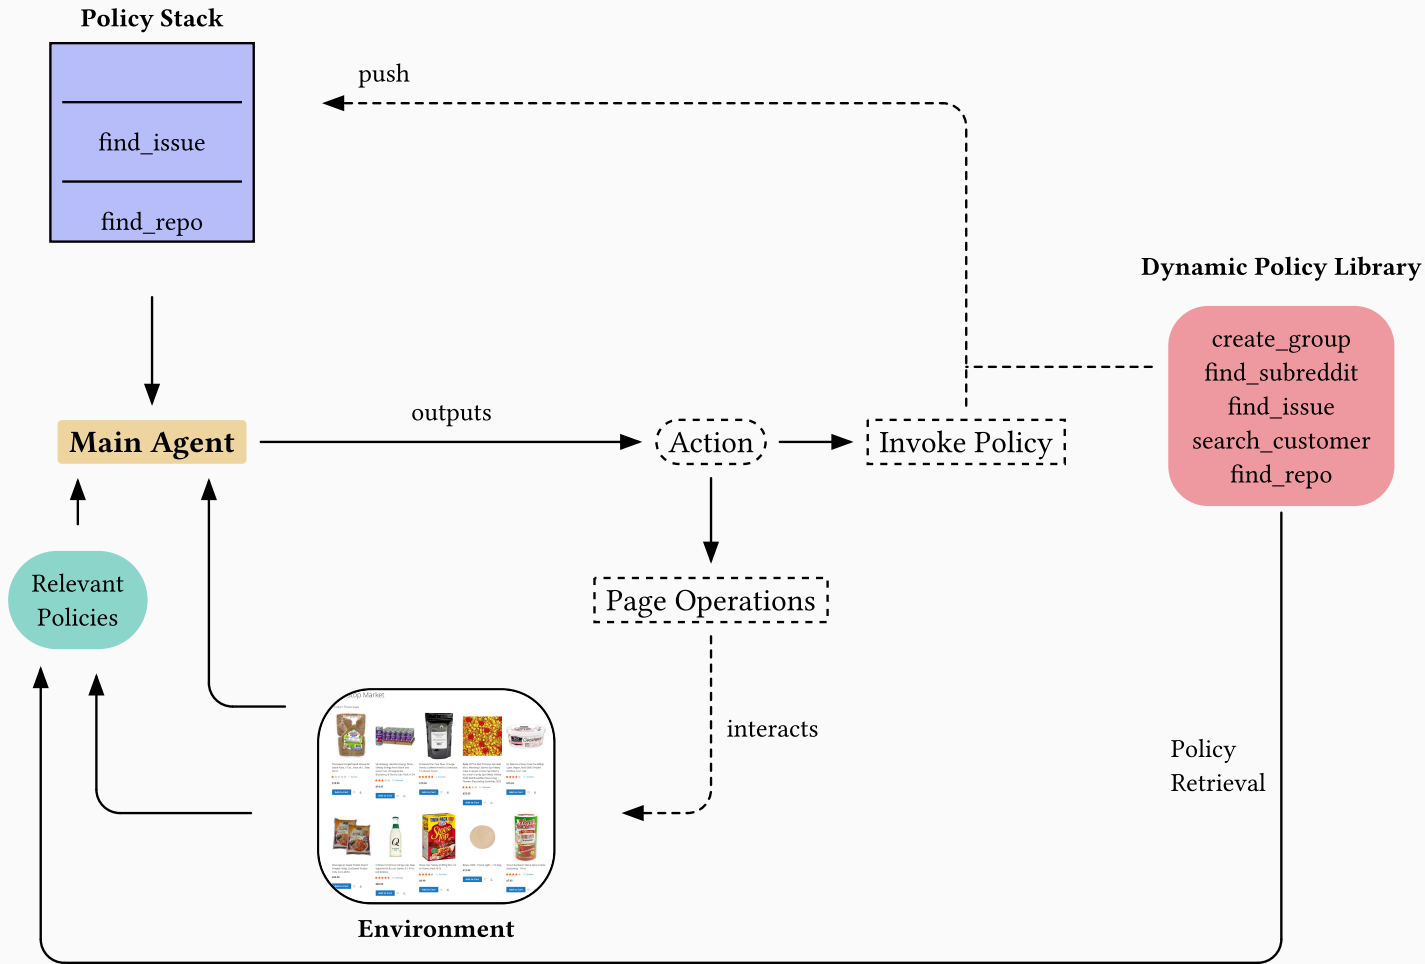 Policy Stack
push
find_issue
find_repo
Dynamic Policy Library
create_group
find_subreddit
find_issue
search_customer
find_repo
Main Agent
outputs
Action
Invoke Policy
Relevant
Policies
Page Operations
interacts
Policy
Retrieval
Environment